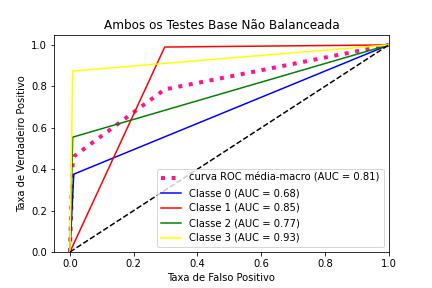 Ambos os Testes Base Não Balanceada
Taxa de Verdadeiro Positivo
1.0
0.8
0.6
0.4
0.2
0.0
curva ROC média-macro (AUC = 0.81)
Classe 0 (AUC = 0.68)
Classe 1 (AUC = 0.85)
Classe 2 (AUC = 0.77)
Classe 3 (AUC = 0.93)
0.0 0.2 0.4 0.6 0.8 1.0
Taxa de Falso Positivo